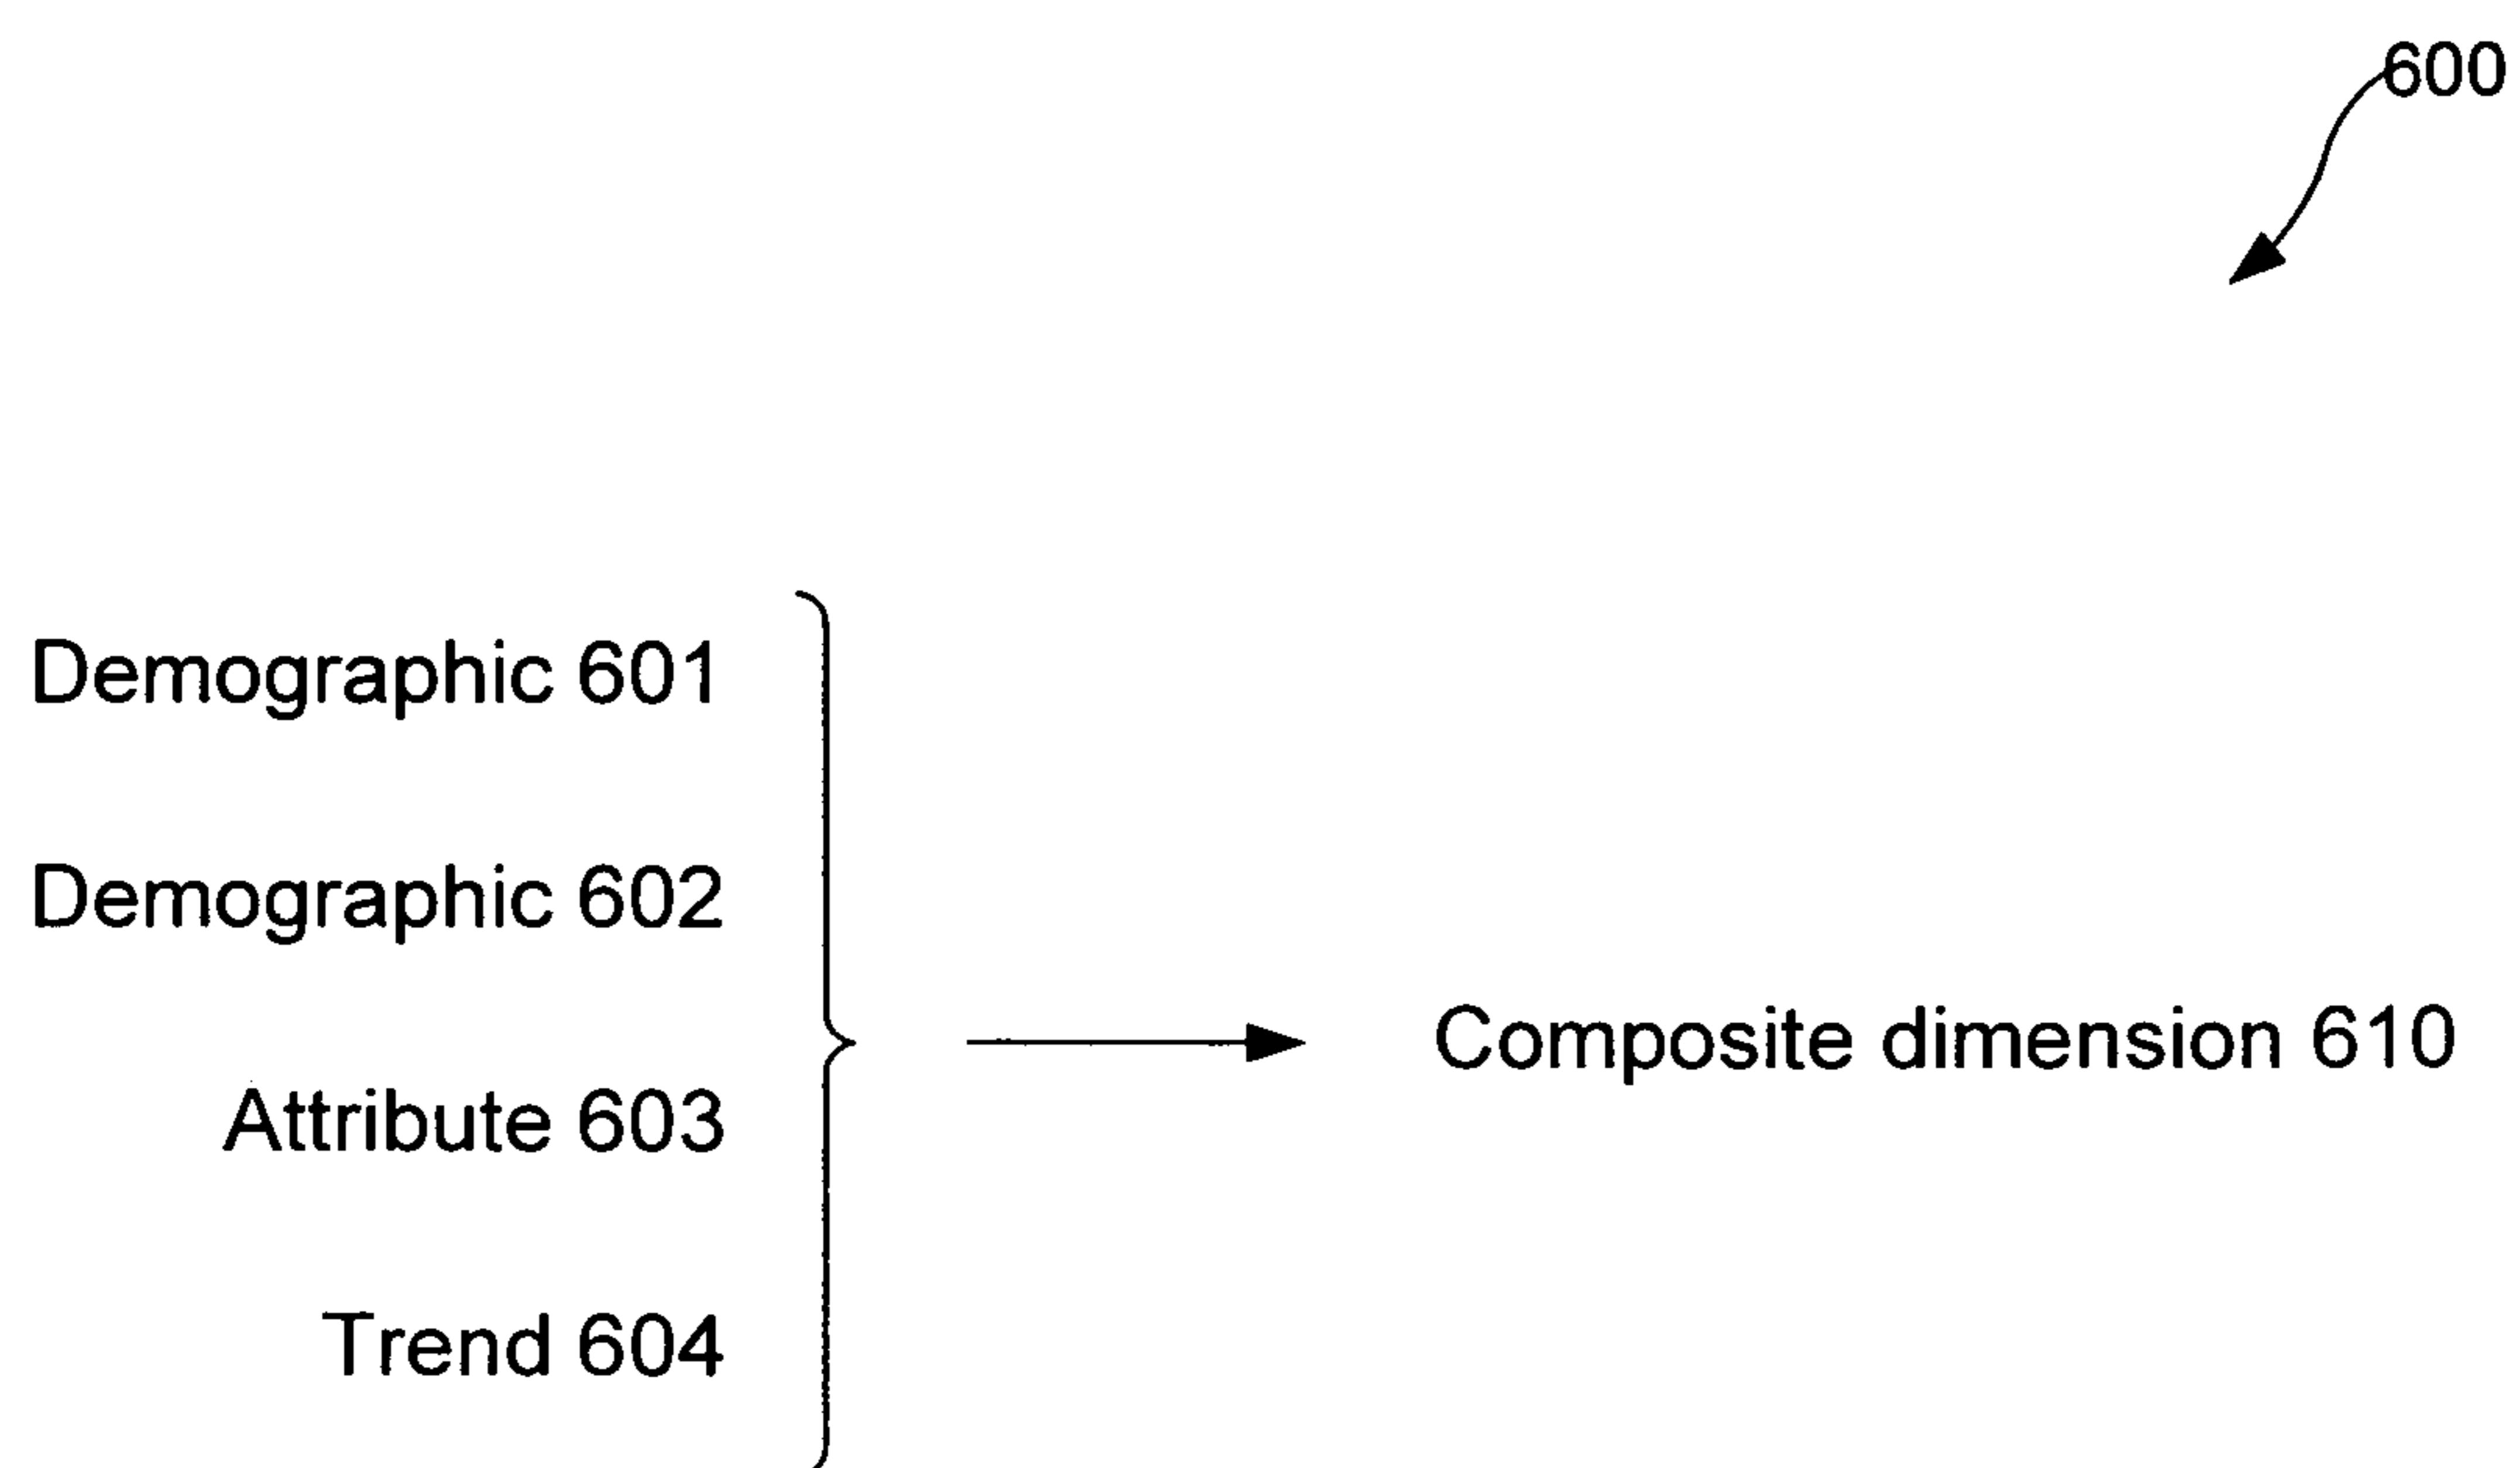 600
Demographic 601
Demographic 602
Composite dimension 610
Attribute 603
Trend 604